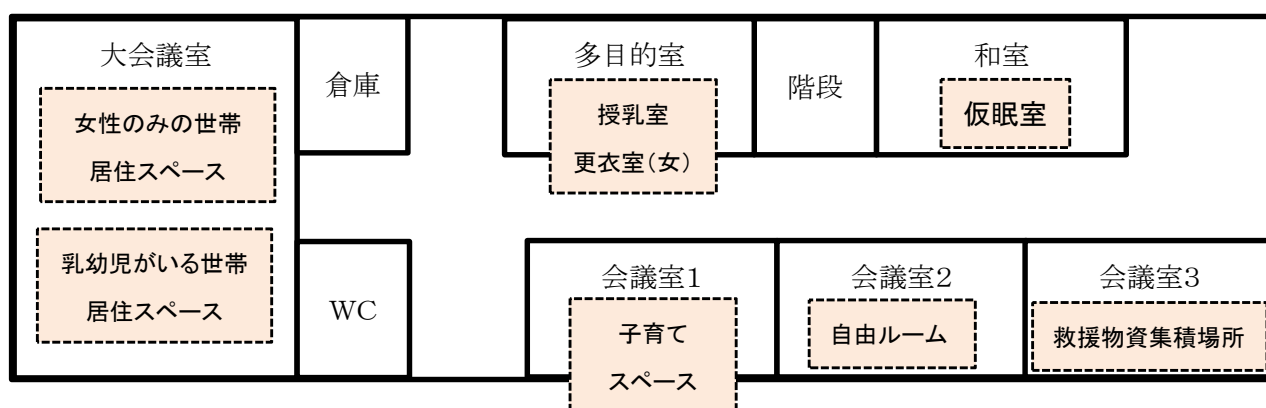 大会議室
女性のみの世帯
居住スペース
乳幼児がいる世帯
居住スペース
倉庫
WC
多目的室
授乳室
更衣室(女)
階段
和室
仮眠室
会議室1
子育て
スペース
会議室2
自由ルーム
会議室3
救援物資集積場所